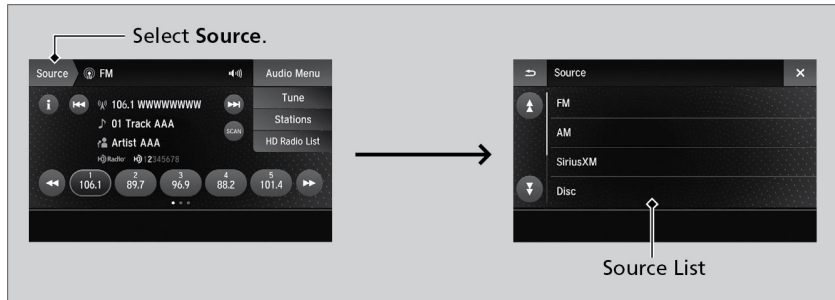 Select Source.
Source FM Audio Menu
i 106.1 WWWWWWWW Tune
01 Track AAA SCAN Stations
Artist AAA HD Radio List
HD Radio HD 12345678
1 106.1 2 89.7 3 96.9 4 88.2 5 101.4
Source
FM
AM
SiriusXM
Disc
Source List